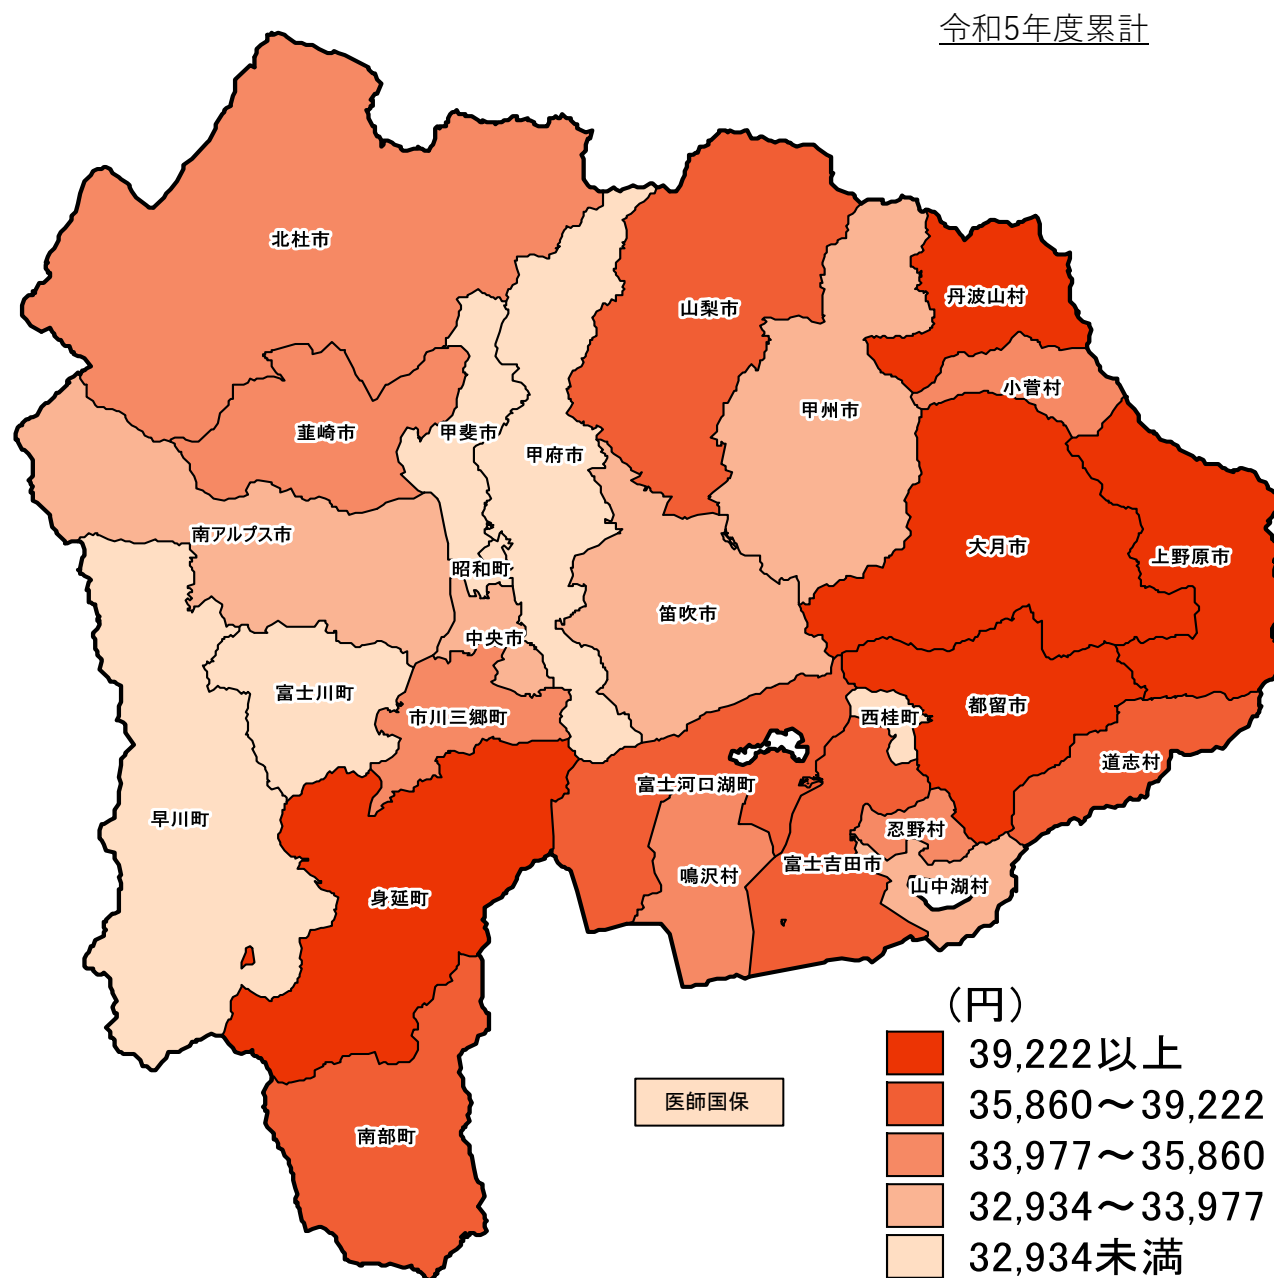 令和5年度累計
北杜市
山梨市
丹波山村
小菅村
甲州市
韮崎市
甲斐市
甲府市
南アルプス市
大月市
上野原市
昭和町
笛吹市
中央市
富士川町
市川三郷町
西桂町
都留市
道志村
富士河口湖町
早川町
忍野村
鳴沢村
富士吉田市
山中湖村
身延町
医師国保
南部町
（円）
39,222以上
35,860～39,222
33,977～35,860
32,934～33,977
32,934未満